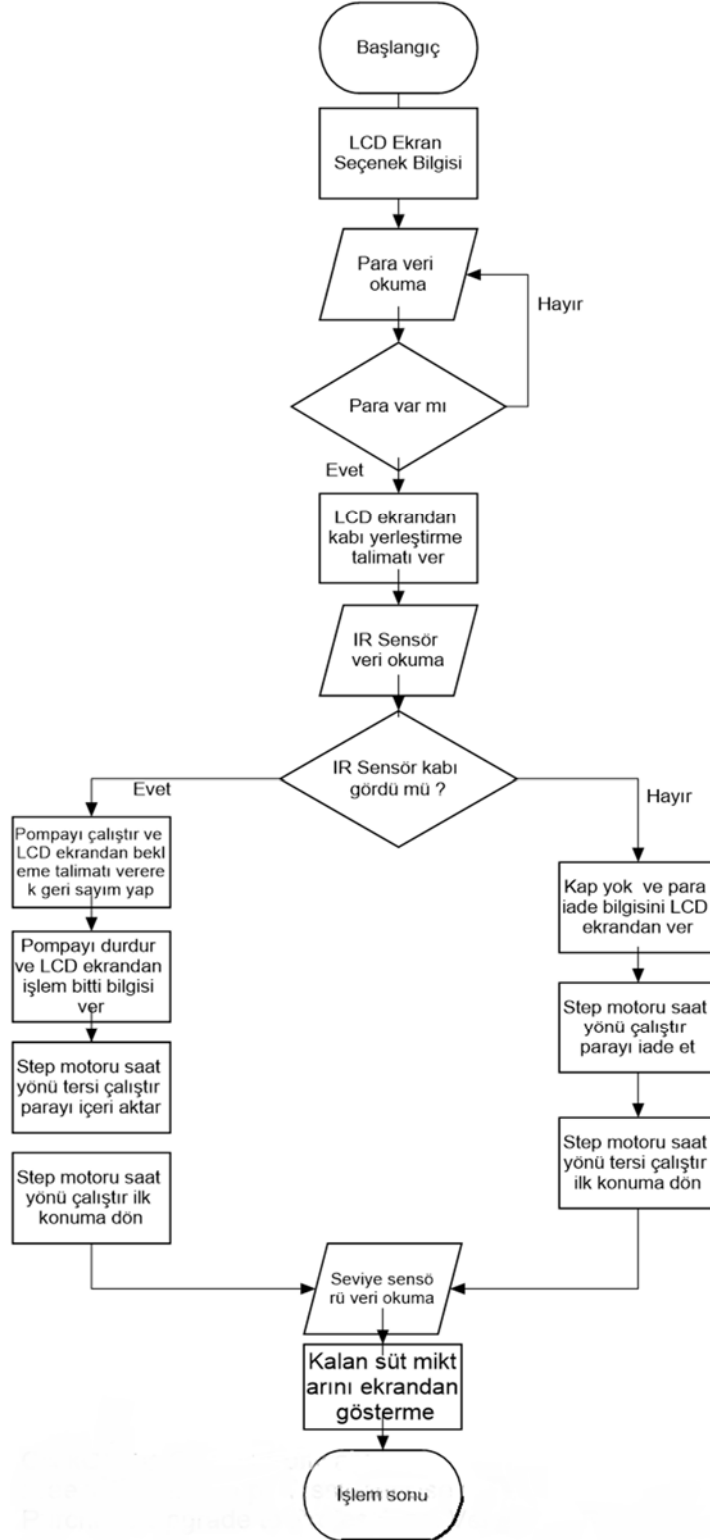 Başlangıç
LCD Ekran
Seçenek Bilgisi
Para veri
okuma
Hayır
Para var mı
Evet
LCD ekrandan
kabı yerleştirme
talimatı ver
IR Sensör
veri okuma
IR Sensör kabı
gördü mü ?
Evet
Pompayı çalıştır ve
LCD ekrandan bekl
eme talimatı verere
k geri sayım yap
Pompayı durdur
ve LCD ekrandan
işlem bitti bilgisi
ver
Step motoru saat
yönü tersi çalıştır
parayı içeri aktar
Step motoru saat
yönü çalıştır ilk
konuma dön
Hayır
Kap yok ve para
iade bilgisini LCD
ekrandan ver
Step motoru saat
yönü çalıştır
parayı iade et
Step motoru saat
yönü tersi çalıştır
ilk konuma dön
Seviye sensö
rü veri okuma
Kalan süt mikt
arını ekrandan
gösterme
İşlem sonu